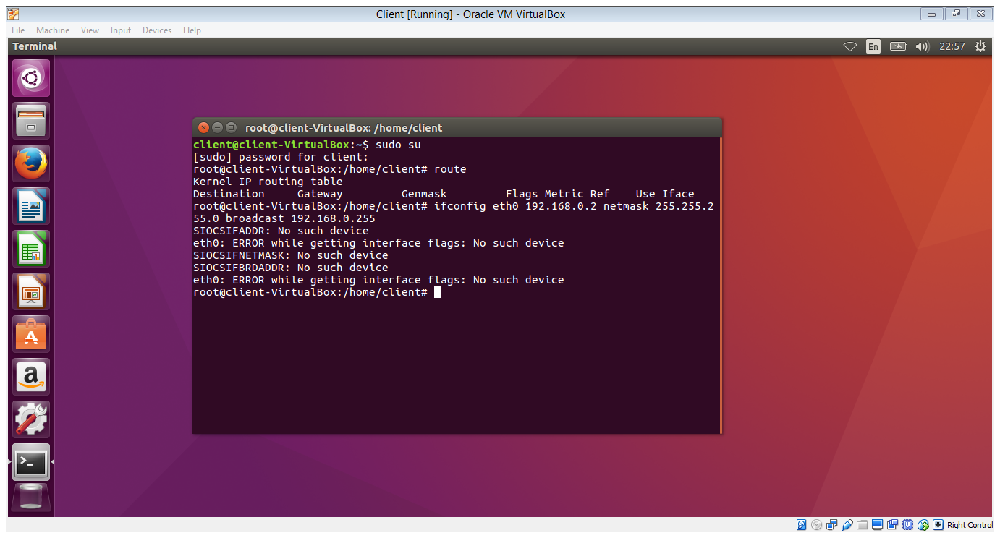 Client [Running] - Oracle VM VirtualBox
File Machine View Input Devices Help
Terminal
En
22:57
root@client-VirtualBox: /home/client
client@client-VirtualBox:~$ sudo su
[sudo] password for client:
root@client-VirtualBox:/home/client# route
Kernel IP routing table
Destination     Gateway         Genmask         Flags Metric Ref    Use Iface
root@client-VirtualBox:/home/client# ifconfig eth0 192.168.0.2 netmask 255.255.2
55.0 broadcast 192.168.0.255
SIOCSIFADDR: No such device
eth0: ERROR while getting interface flags: No such device
SIOCSIFNETMASK: No such device
SIOCSIFBRDADDR: No such device
eth0: ERROR while getting interface flags: No such device
root@client-VirtualBox:/home/client#
Right Control